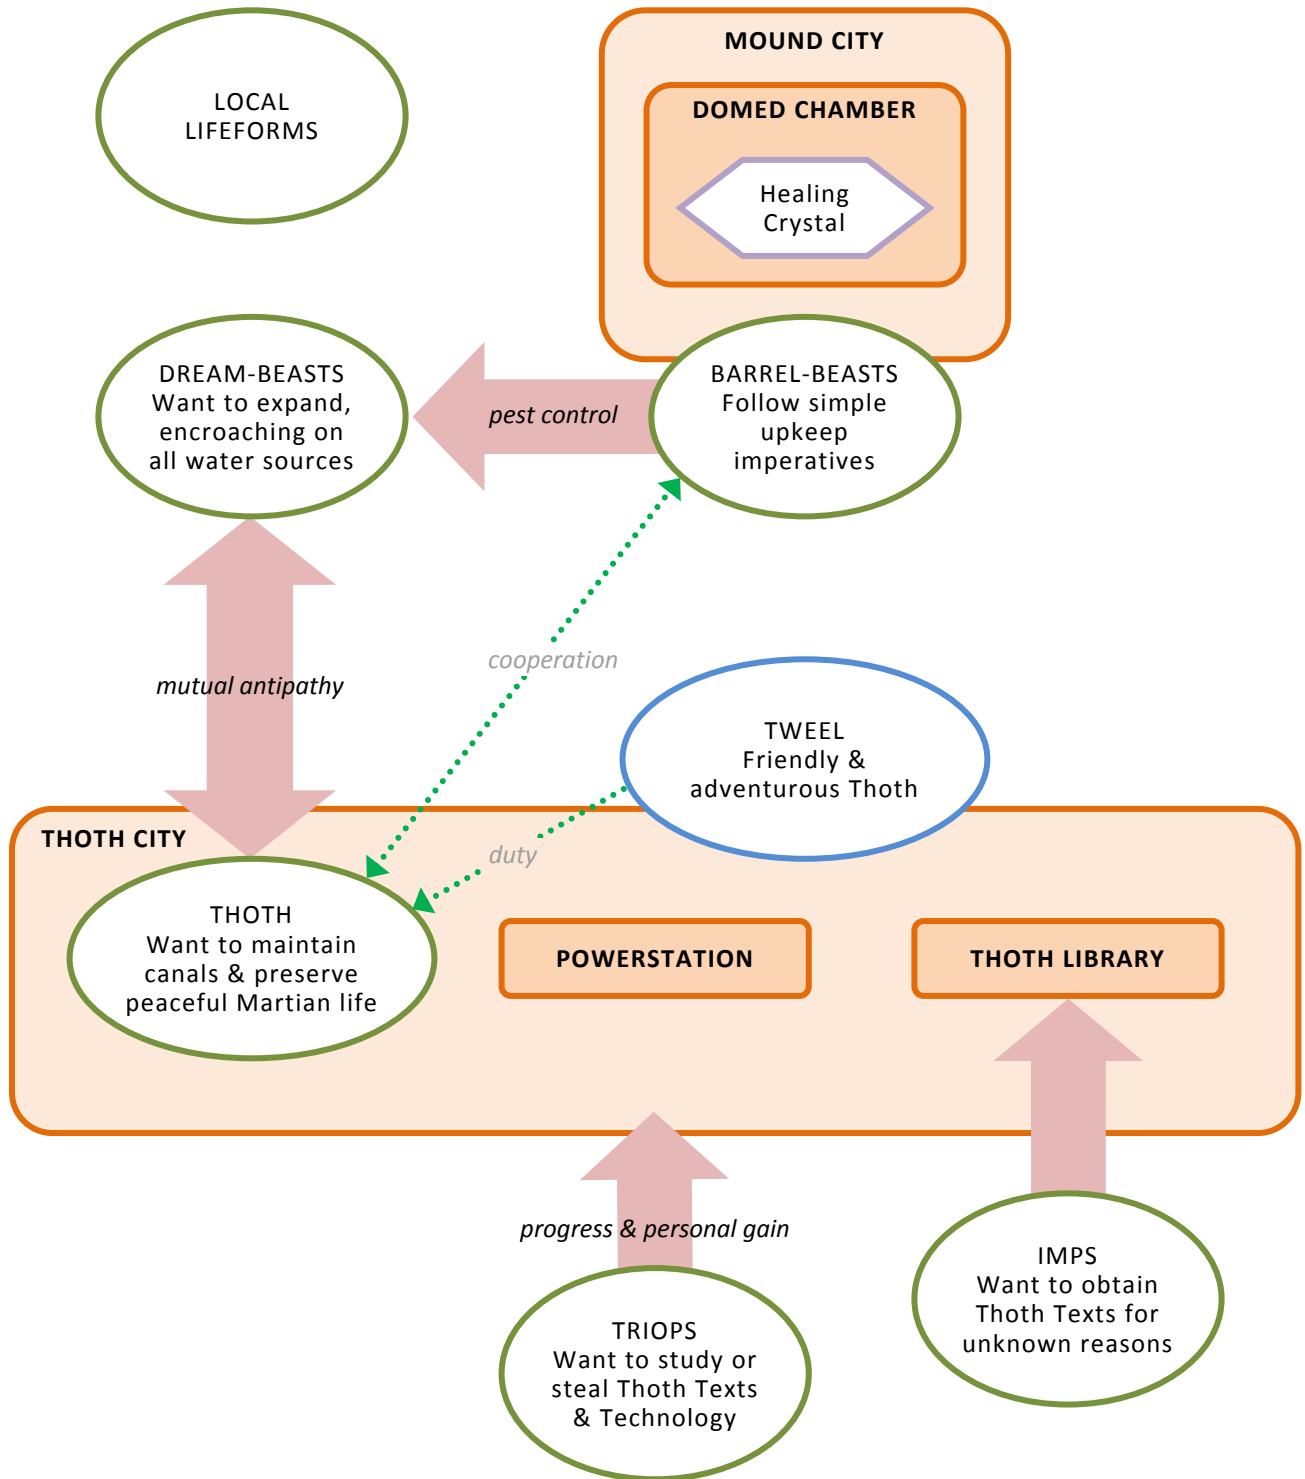 MOUND CITY
DOMED CHAMBER
Healing
Crystal
LOCAL
LIFEFORMS
DREAM-BEASTS
Want to expand,
encroaching on
all water sources
pest control
BARREL-BEASTS
Follow simple
upkeep
imperatives
mutual antipathy
cooperation
TWEEL
Friendly &
adventurous Thoth
THOTH CITY
duty
THOTH
Want to maintain
canals & preserve
peaceful Martian life
POWERSTATION
THOTH LIBRARY
progress & personal gain
TRIOPS
Want to study or
steal Thoth Texts
& Technology
IMPS
Want to obtain
Thoth Texts for
unknown reasons